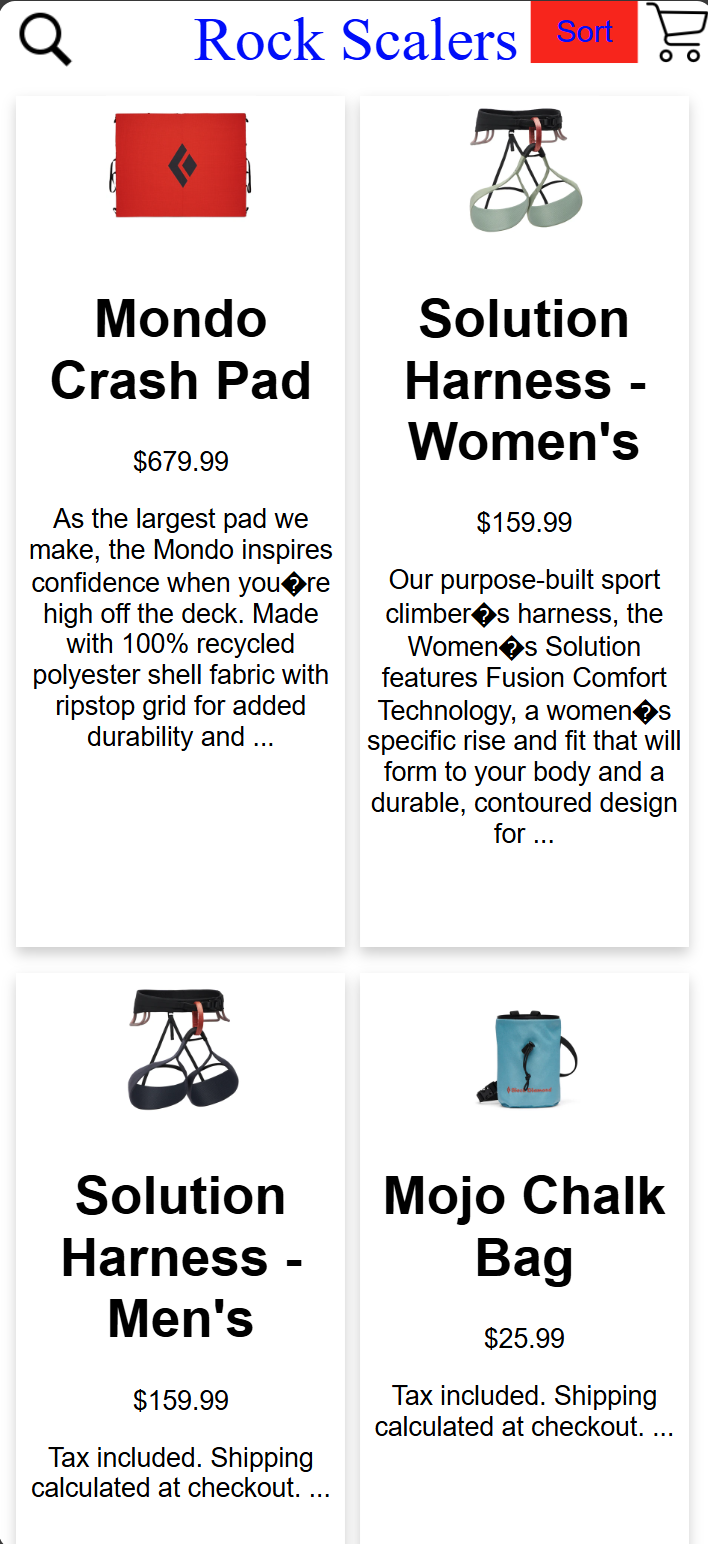 Rock Scalers
Sort
Mondo
Crash Pad
$679.99
As the largest pad we
make, the Mondo inspires
confidence when you�re
high off the deck. Made
with 100% recycled
polyester shell fabric with
ripstop grid for added
durability and ...
Solution
Harness -
Women's
$159.99
Our purpose-built sport
climber�s harness, the
Women�s Solution
features Fusion Comfort
Technology, a women�s
specific rise and fit that will
form to your body and a
durable, contoured design
for ...
Solution
Harness -
Men's
$159.99
Tax included. Shipping
calculated at checkout. ...
Black Diamond
Mojo Chalk
Bag
$25.99
Tax included. Shipping
calculated at checkout. ...